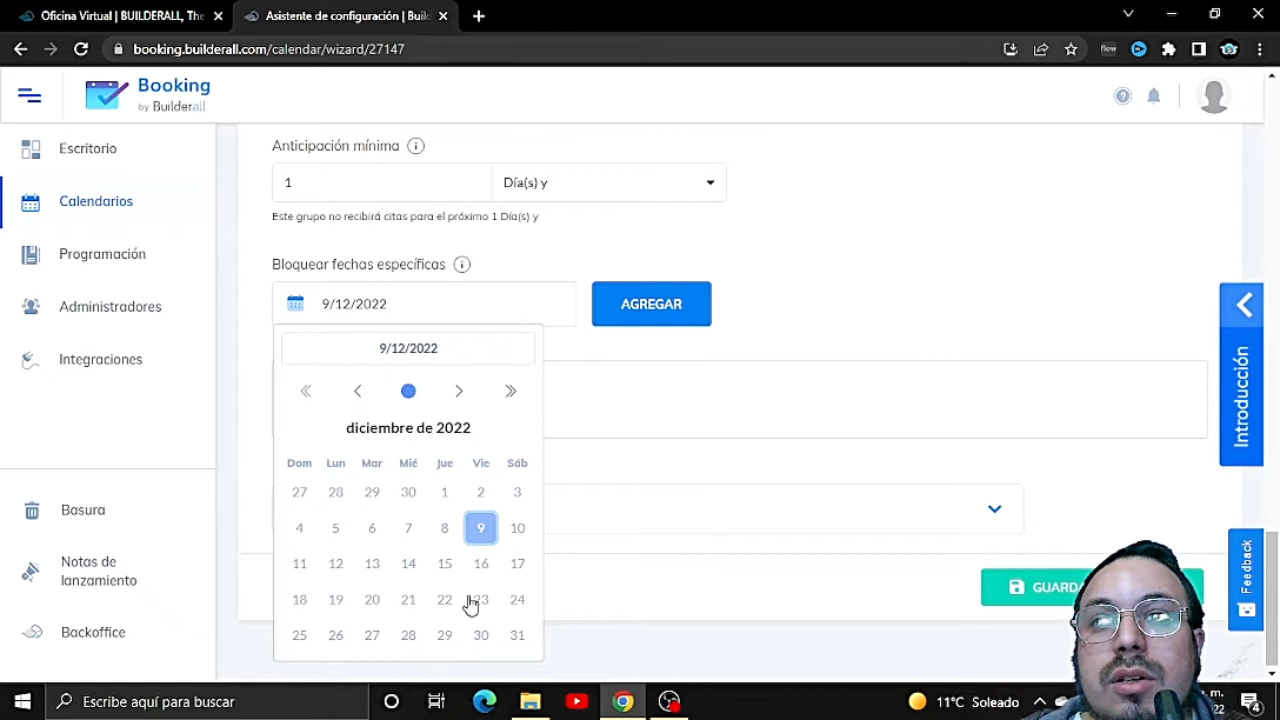 Oficina Virtual | BUILDERALL, The
Asistente de configuración | Build
booking.builderall.com/calendar/wizard/27147
flow
Booking
by Builderall
Escritorio
Calendarios
Programación
Administradores
Integraciones
Basura
Notas de
lanzamiento
Backoffice
Anticipación mínima
1
Día(s) y
Este grupo no recibirá citas para el próximo 1 Día(s) y
Bloquear fechas específicas
9/12/2022
AGREGAR
9/12/2022
diciembre de 2022
Dom Lun Mar Mié Jue Vie Sáb
27 28 29 30 1 2 3
4 5 6 7 8 9 10
11 12 13 14 15 16 17
18 19 20 21 22 23 24
25 26 27 28 29 30 31
Introducción
Feedback
Escribe aquí para buscar
11°C Soleado
4